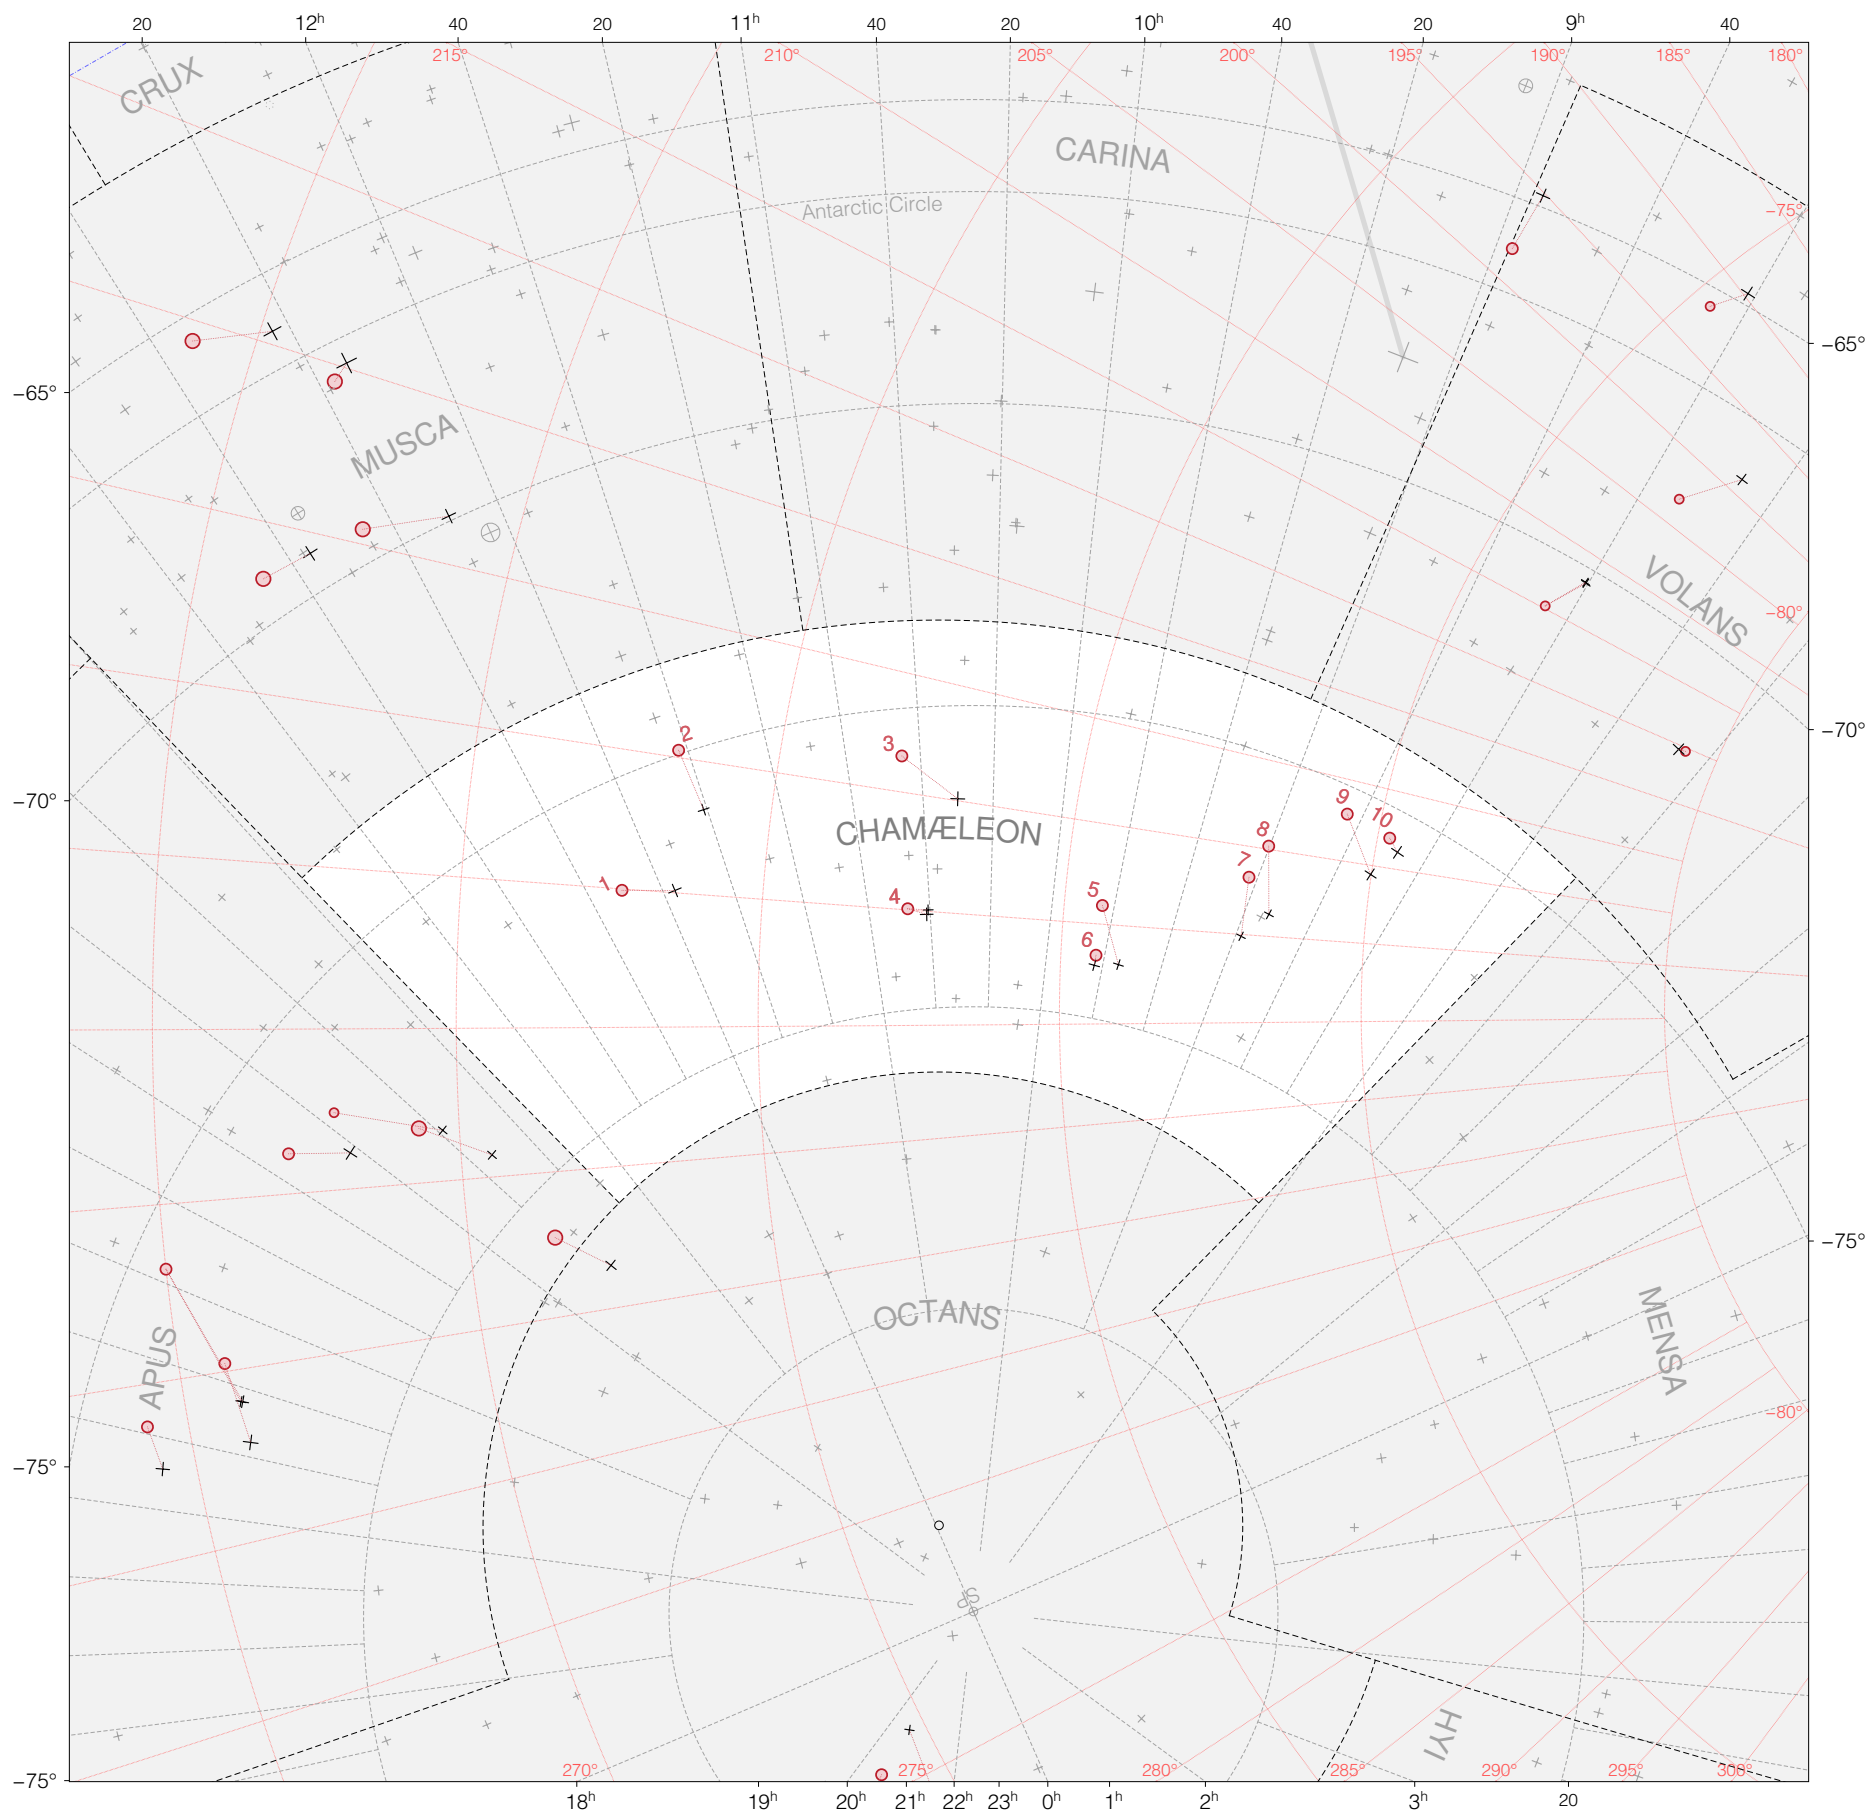 20 12h 40 20 11h 40 20 10h 40 20 9h 40
215° 210° 205° 200° 195° 190° 185° 180°
CRUX
CARINA
Antarctic Circle
−75°
−65°
−65°
MUSCA
VOLANS
−80°
−70°
2
3
−70°
9
10
8
CHAMÆLEON
7
1
4
5
6
−75°
OCTANS
MENSA
APUS
−80°
−75°
SP
HYI
−75°
270° 275° 280° 285° 290° 295° 300°
18h 19h 20h 21h 22h 23h 0h 1h 2h 3h 20